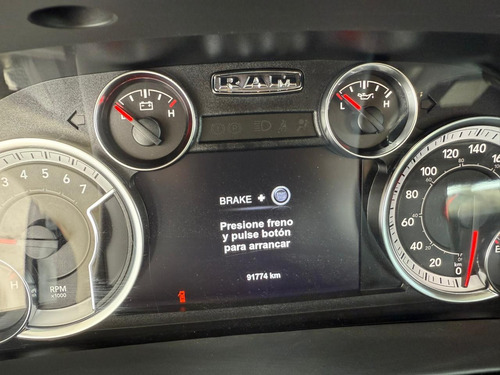 RAM
L H
L H
3 4 5 6 7
RPM
x1000
H
BRAKE +
Presione freno
y pulse botón
para arrancar
91774 km
160
140
120
100
80
60
40
20
0
E